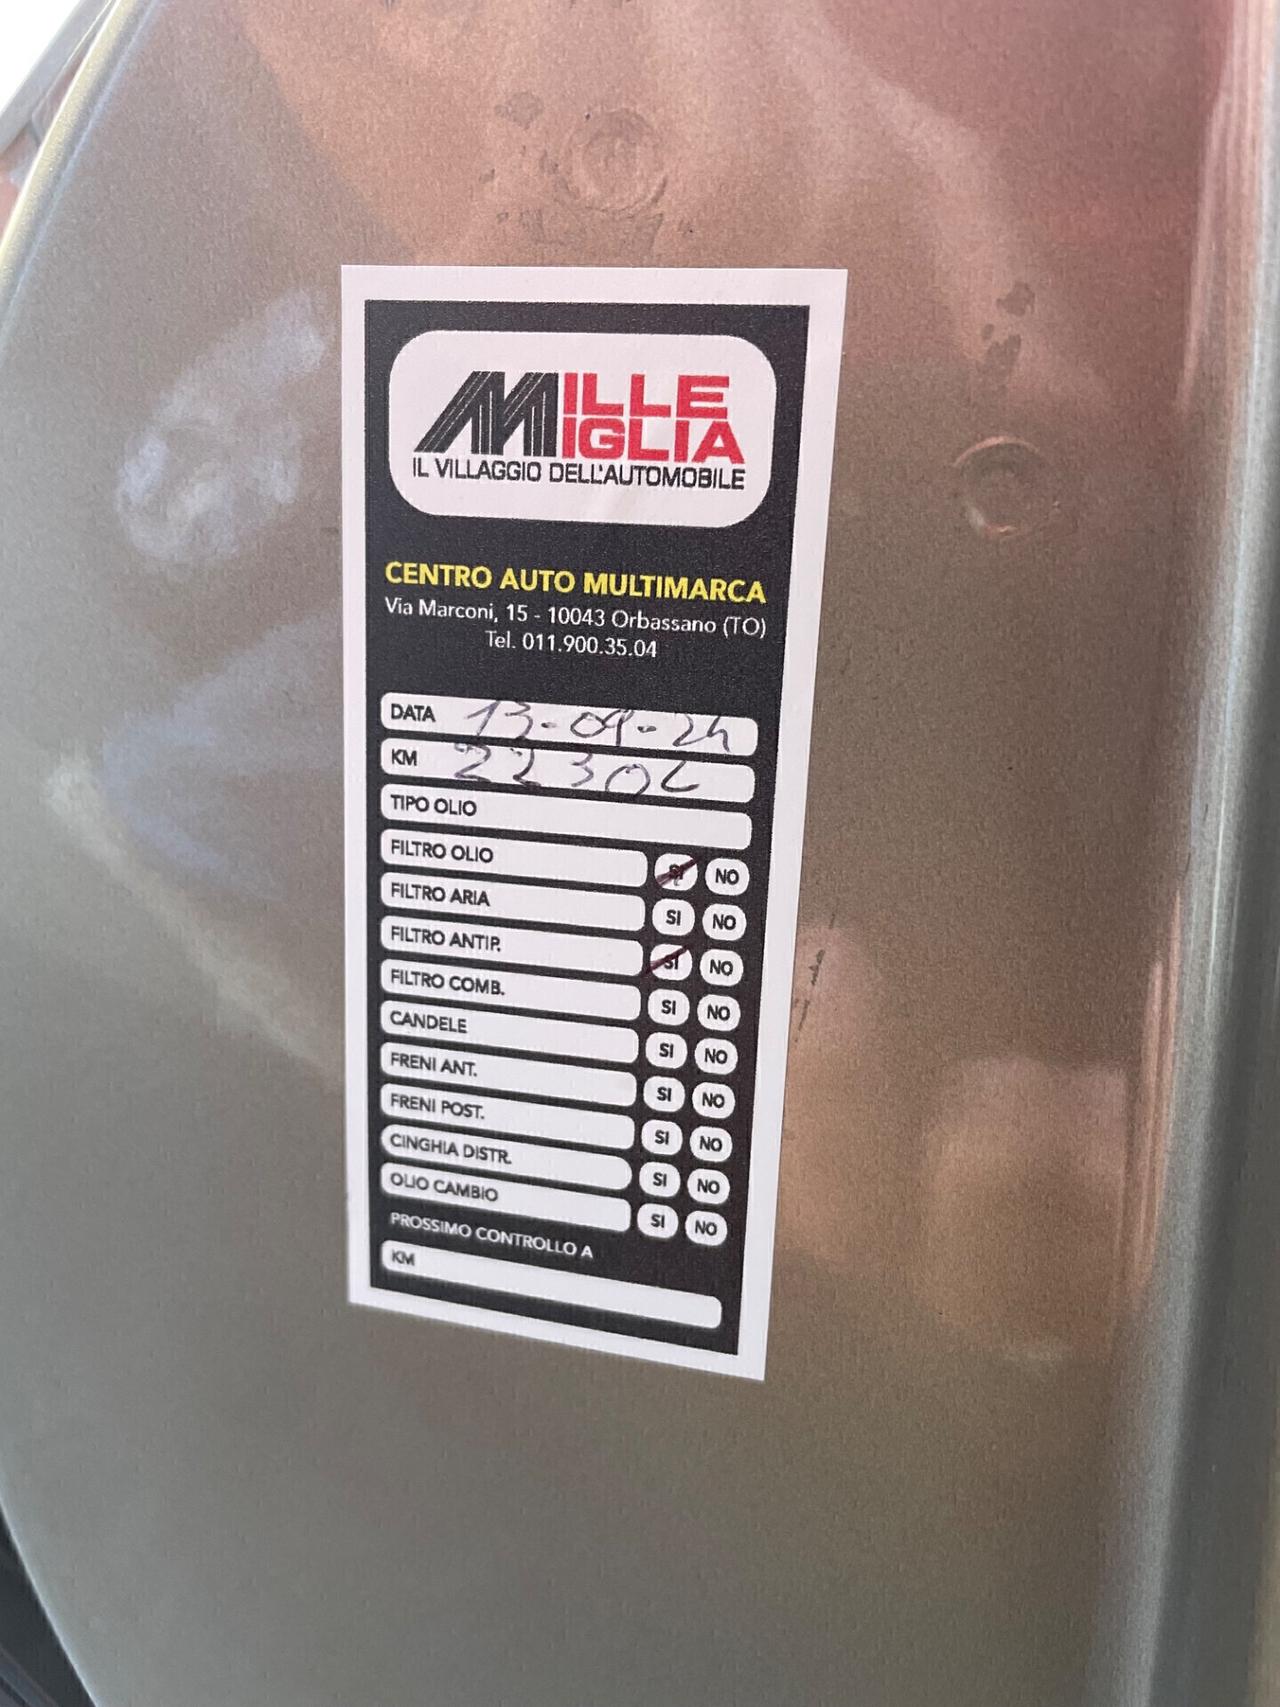 MILLE
MIGLIA
IL VILLAGGIO DELL'AUTOMOBILE
CENTRO AUTO MULTIMARCA
Via Marconi, 15 - 10043 Orbassano (TO)
Tel. 011.900.35.04
DATA 13-09-24
KM
TIPO OLIO
FILTRO OLIO SI NO
FILTRO ARIA SI NO
FILTRO ANTIP. SI NO
FILTRO COMB. SI NO
CANDELE SI NO
FRENI ANT. SI NO
FRENI POST. SI NO
CINGHIA DISTR. SI NO
OLIO CAMBIO SI NO
PROSSIMO CONTROLLO A
KM